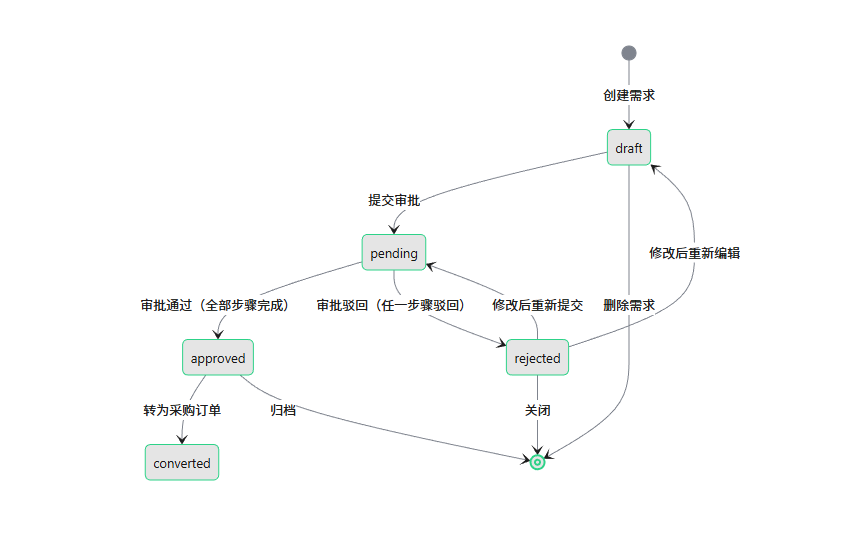 创建需求
draft
提交审批
pending
修改后重新编辑
审批通过（全部步骤完成）
审批驳回（任一步骤驳回）
修改后重新提交
删除需求
approved
rejected
转为采购订单
归档
关闭
converted